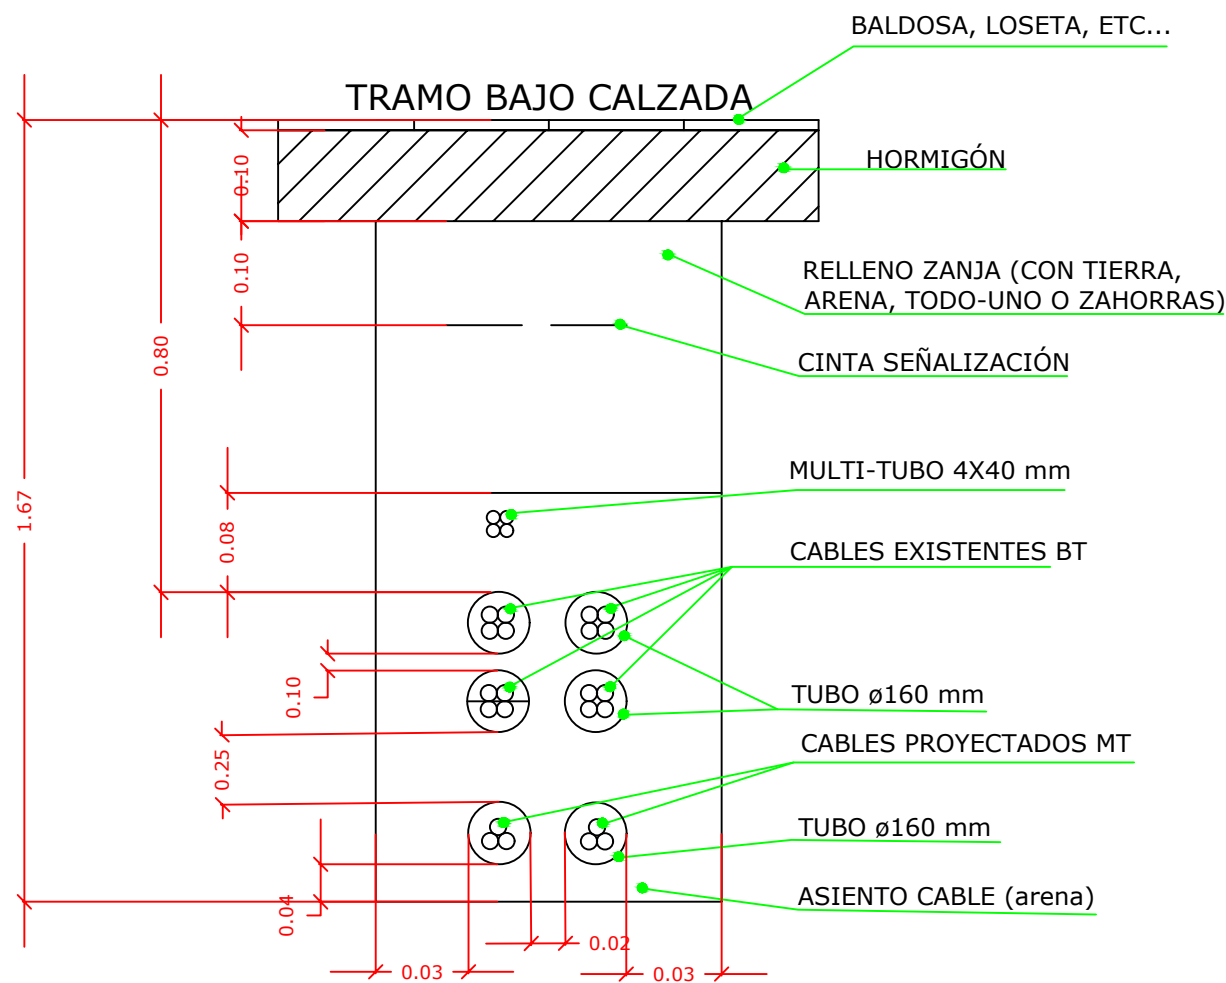 BALDOSA, LOSETA, ETC...
TRAMO BAJO CALZADA
HORMIGÓN
0.10
0.10
RELLENO ZANJA (CON TIERRA,
ARENA, TODO-UNO O ZAHORRAS)
0.80
CINTA SEÑALIZACIÓN
1.67
MULTI-TUBO 4X40 mm
0.08
CABLES EXISTENTES BT
0.10
TUBO ø160 mm
0.25
CABLES PROYECTADOS MT
TUBO ø160 mm
0.04
ASIENTO CABLE (arena)
0.02
0.03
0.03